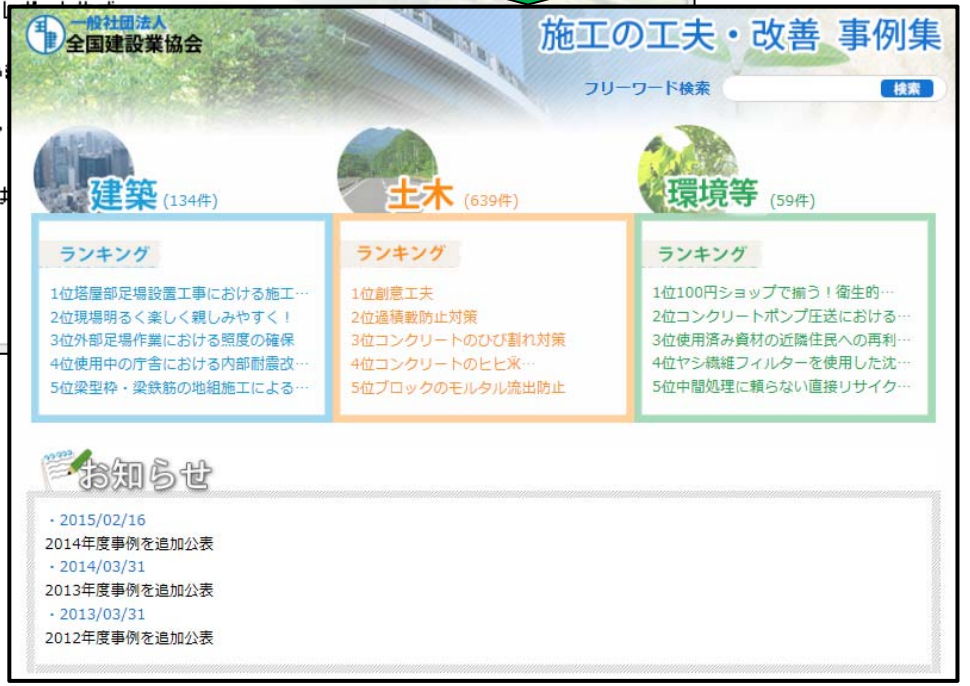 一般社団法人
全国建設業協会
施工の工夫・改善 事例集
フリーワード検索
検索
建築 (134件)
ランキング
1位塔屋部足場設置工事における施工…
2位現場明るく楽しく親しみやすく！
3位外部足場作業における照度の確保
4位使用中の庁舎における内部耐震改…
5位梁型枠・梁鉄筋の地組施工による…
土木 (639件)
ランキング
1位創意工夫
2位過積載防止対策
3位コンクリートのひび割れ対策
4位コンクリートのヒビ※…
5位ブロックのモルタル流出防止
環境等 (59件)
ランキング
1位100円ショップで揃う！衛生的…
2位コンクリートポンプ圧送における…
3位使用済み資材の近隣住民への再利…
4位ヤシ繊維フィルターを使用した沈…
5位中間処理に頼らない直接リサイク…
お知らせ
・2015/02/16
2014年度事例を追加公表
・2014/03/31
2013年度事例を追加公表
・2013/03/31
2012年度事例を追加公表